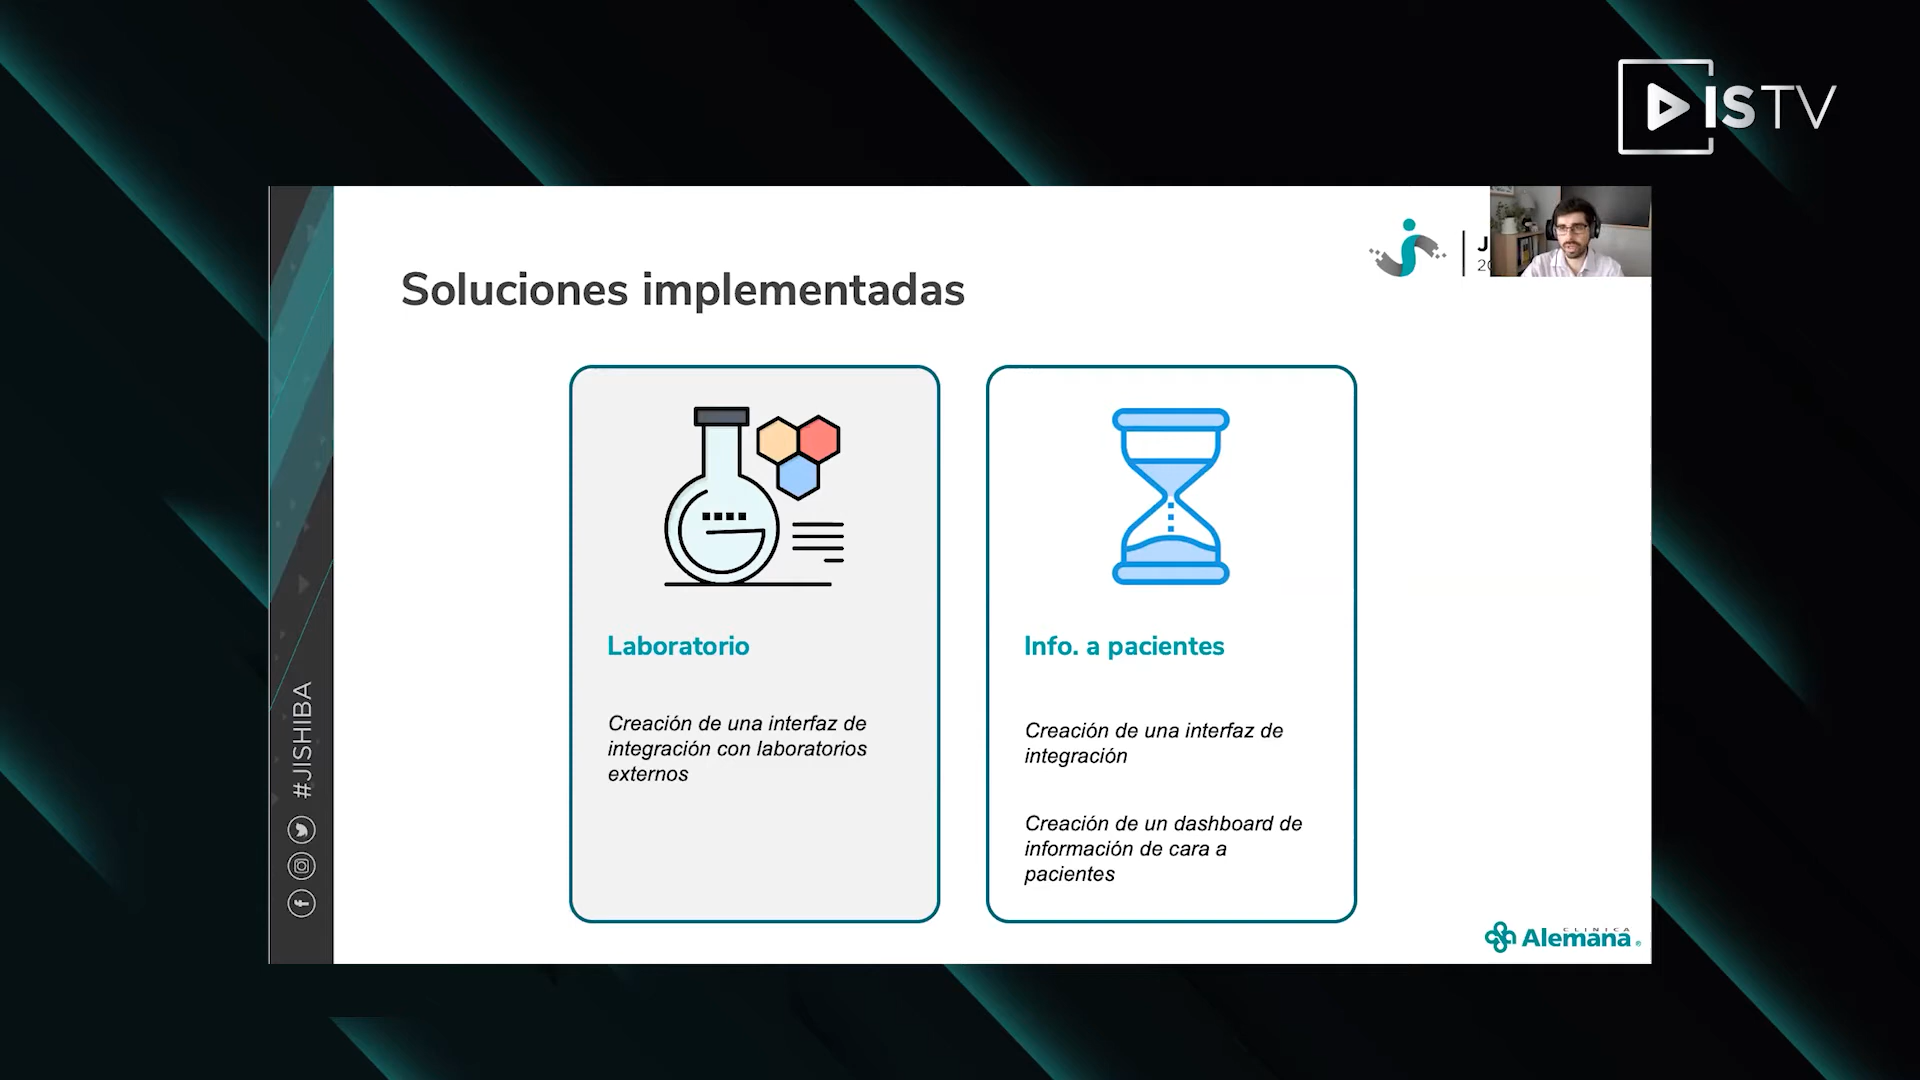 ISTV
Soluciones implementadas
Laboratorio
Creación de una interfaz de
integración con laboratorios
externos
Info. a pacientes
Creación de una interfaz de
integración
Creación de un dashboard de
información de cara a
pacientes
#JISHIBA
CLINICA
Alemana